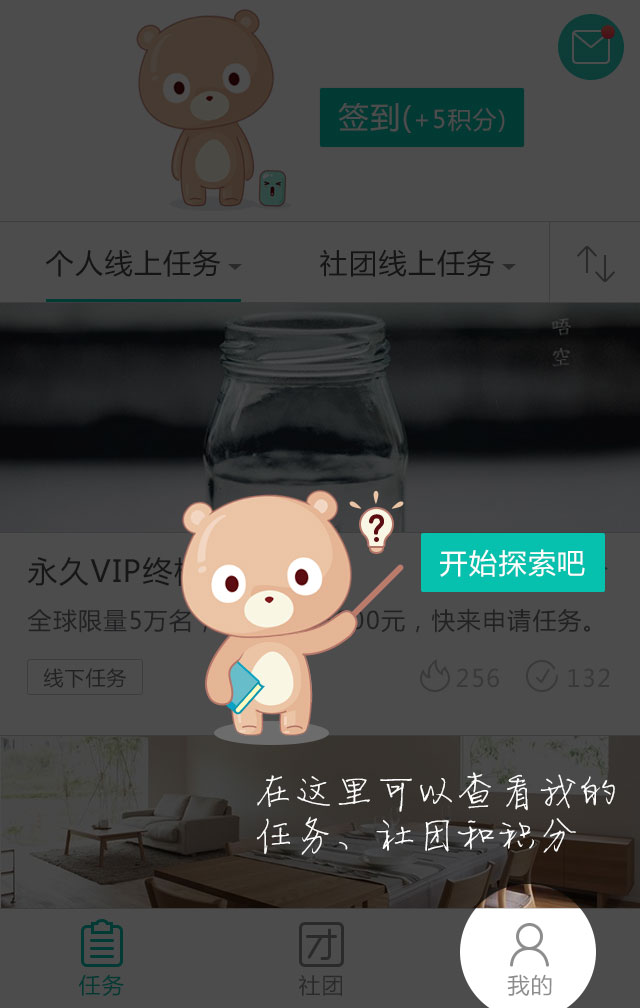 签到(+5积分)
个人线上任务
社团线上任务
唔
空
开始探索吧
永久VIP终
全球限量5万名，
00元，快来申请任务。
线下任务
256
132
在这里可以查看我的
任务、社团和积分
任务
才
社团
我的